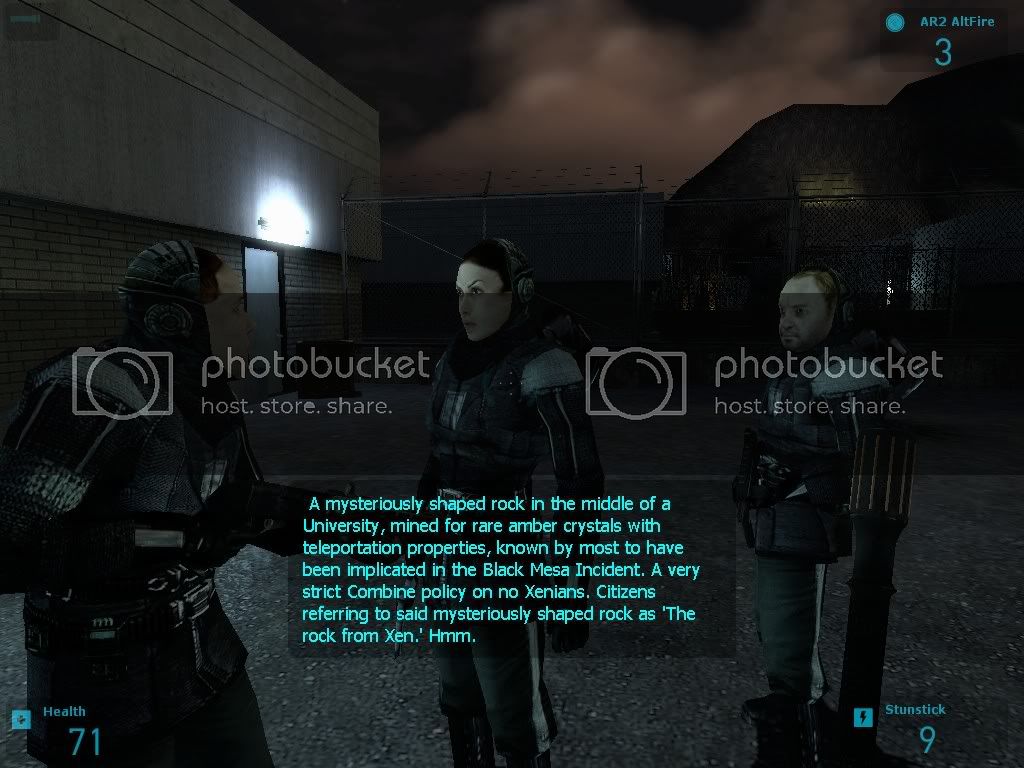 AR2 AltFire
3
photobucket
host. store. share.
photobucket
host. store. share.
A mysteriously shaped rock in the middle of a
University, mined for rare amber crystals with
teleportation properties, known by most to have
been implicated in the Black Mesa Incident. A very
strict Combine policy on no Xenians. Citizens
referring to said mysteriously shaped rock as 'The
rock from Xen.' Hmm.
Health
71
Stunstick
9